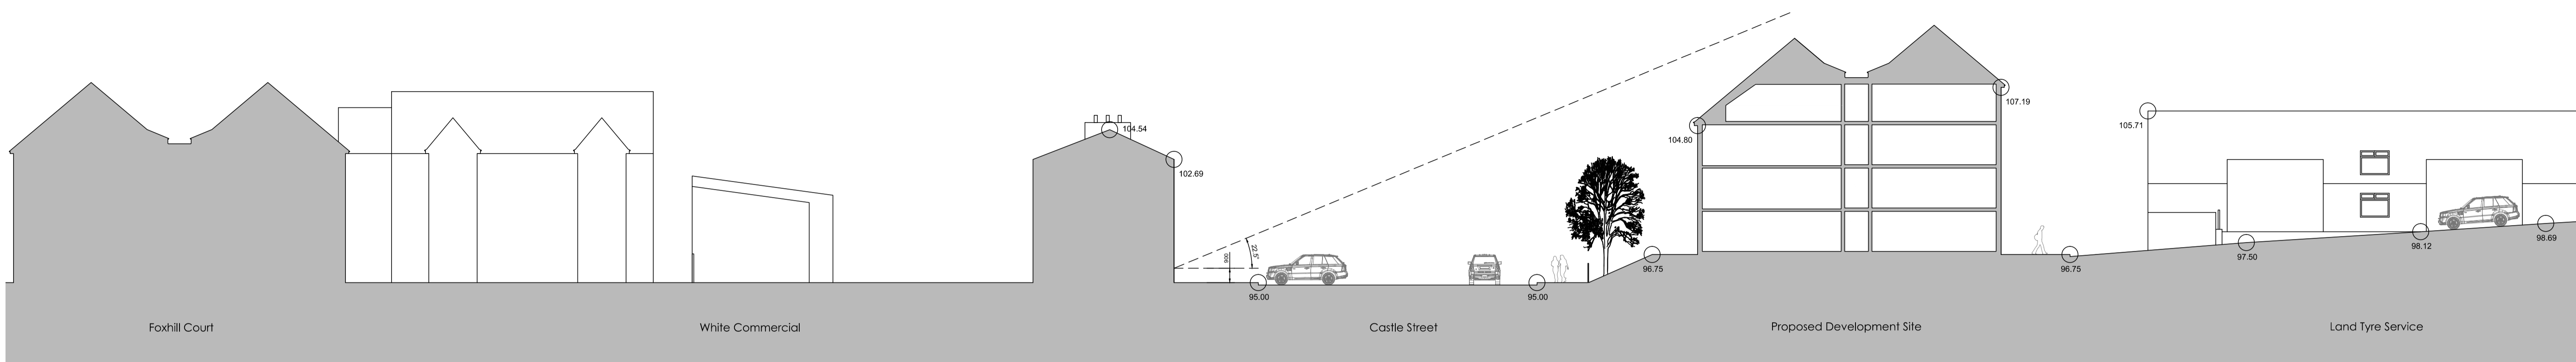 104.54
102.69
900
22.5°
95.00
95.00
96.75
104.80
107.19
96.75
105.71
97.50
98.12
98.69
Foxhill Court
White Commercial
Castle Street
Proposed Development Site
Land Tyre Service